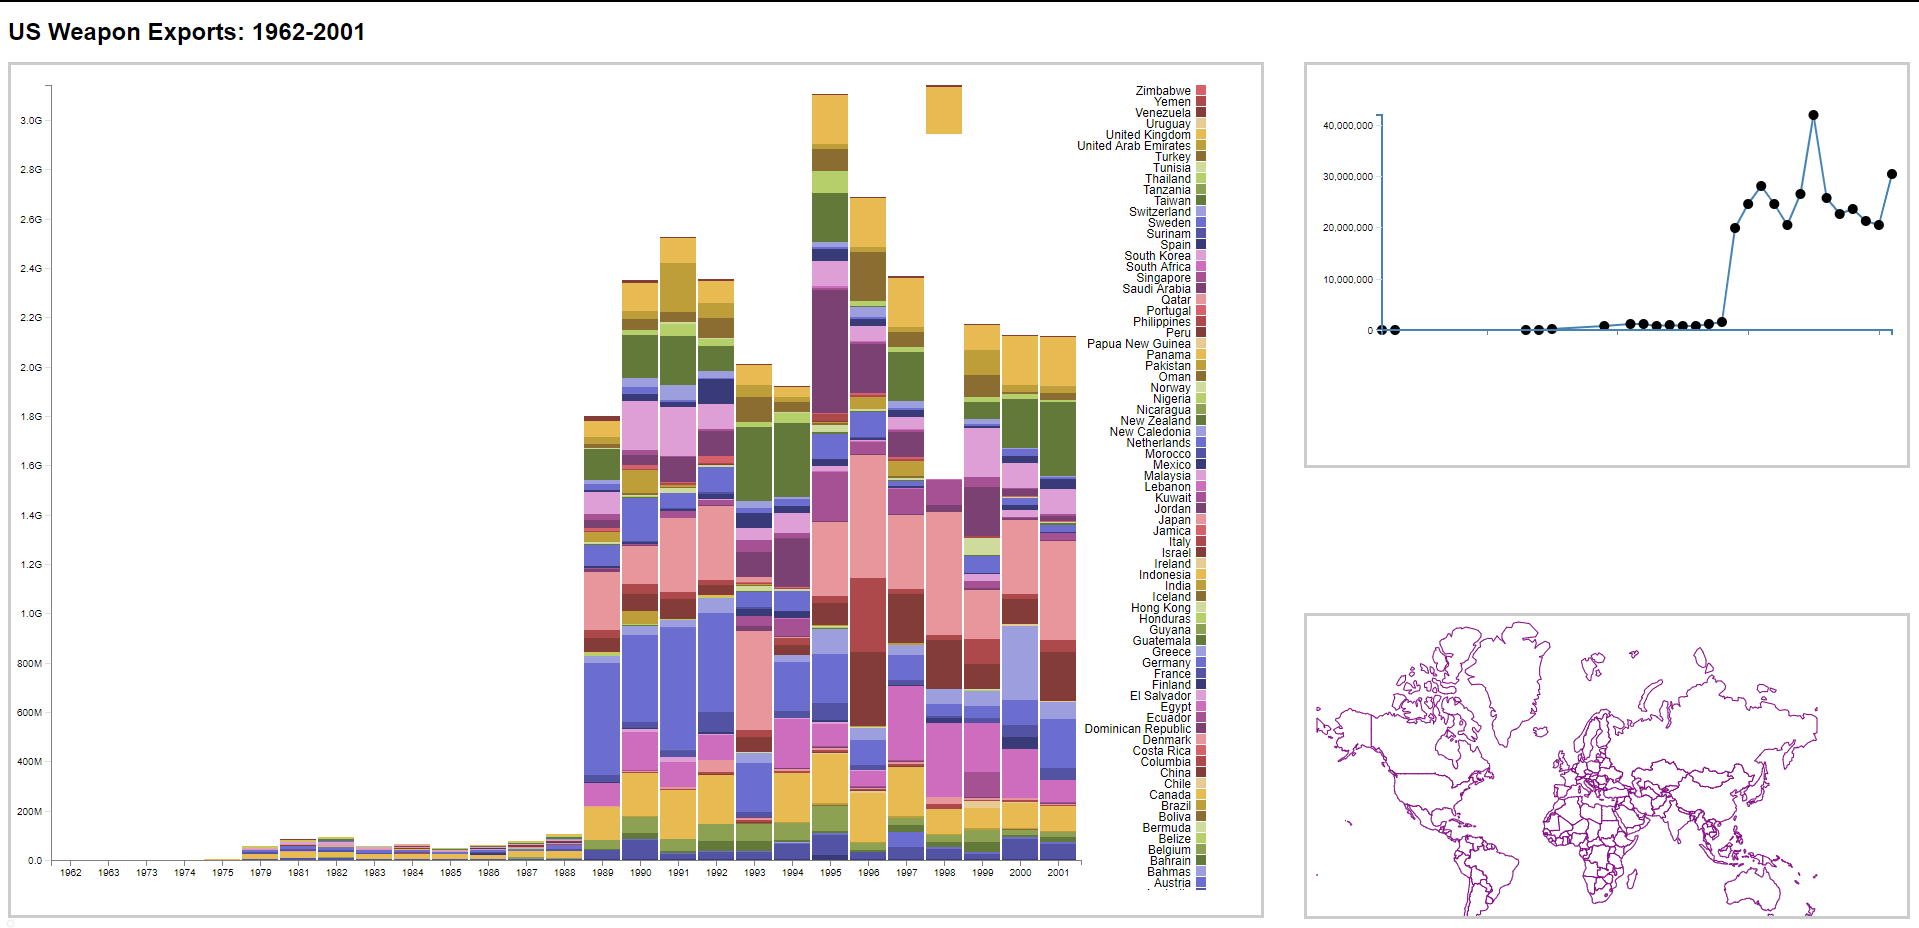 US Weapon Exports: 1962-2001
3.0G
2.8G
2.6G
2.4G
2.2G
2.0G
1.8G
1.6G
1.4G
1.2G
1.0G
800M
600M
400M
200M
0.0
1962 1963 1973 1974 1975 1979 1981 1982 1983 1984 1985 1986 1987 1988 1989 1990 1991 1992 1993 1994 1995 1996 1997 1998 1999 2000 2001
Zimbabwe
Yemen
Venezuela
Uruguay
United Kingdom
United Arab Emirates
Turkey
Tunisia
Thailand
Tanzania
Taiwan
Switzerland
Sweden
Surinam
Spain
South Korea
South Africa
Singapore
Saudi Arabia
Qatar
Portugal
Philippines
Peru
Papua New Guinea
Panama
Pakistan
Oman
Norway
Nigeria
Nicaragua
New Zealand
New Caledonia
Netherlands
Morocco
Mexico
Malaysia
Lebanon
Kuwait
Jordan
Japan
Jamica
Italy
Israel
Ireland
Indonesia
India
Iceland
Hong Kong
Honduras
Guyana
Guatemala
Greece
Germany
France
Finland
El Salvador
Egypt
Ecuador
Dominican Republic
Denmark
Costa Rica
Columbia
China
Chile
Canada
Brazil
Boliva
Bermuda
Belize
Belgium
Bahrain
Bahmas
Austria
40,000,000
30,000,000
20,000,000
10,000,000
0